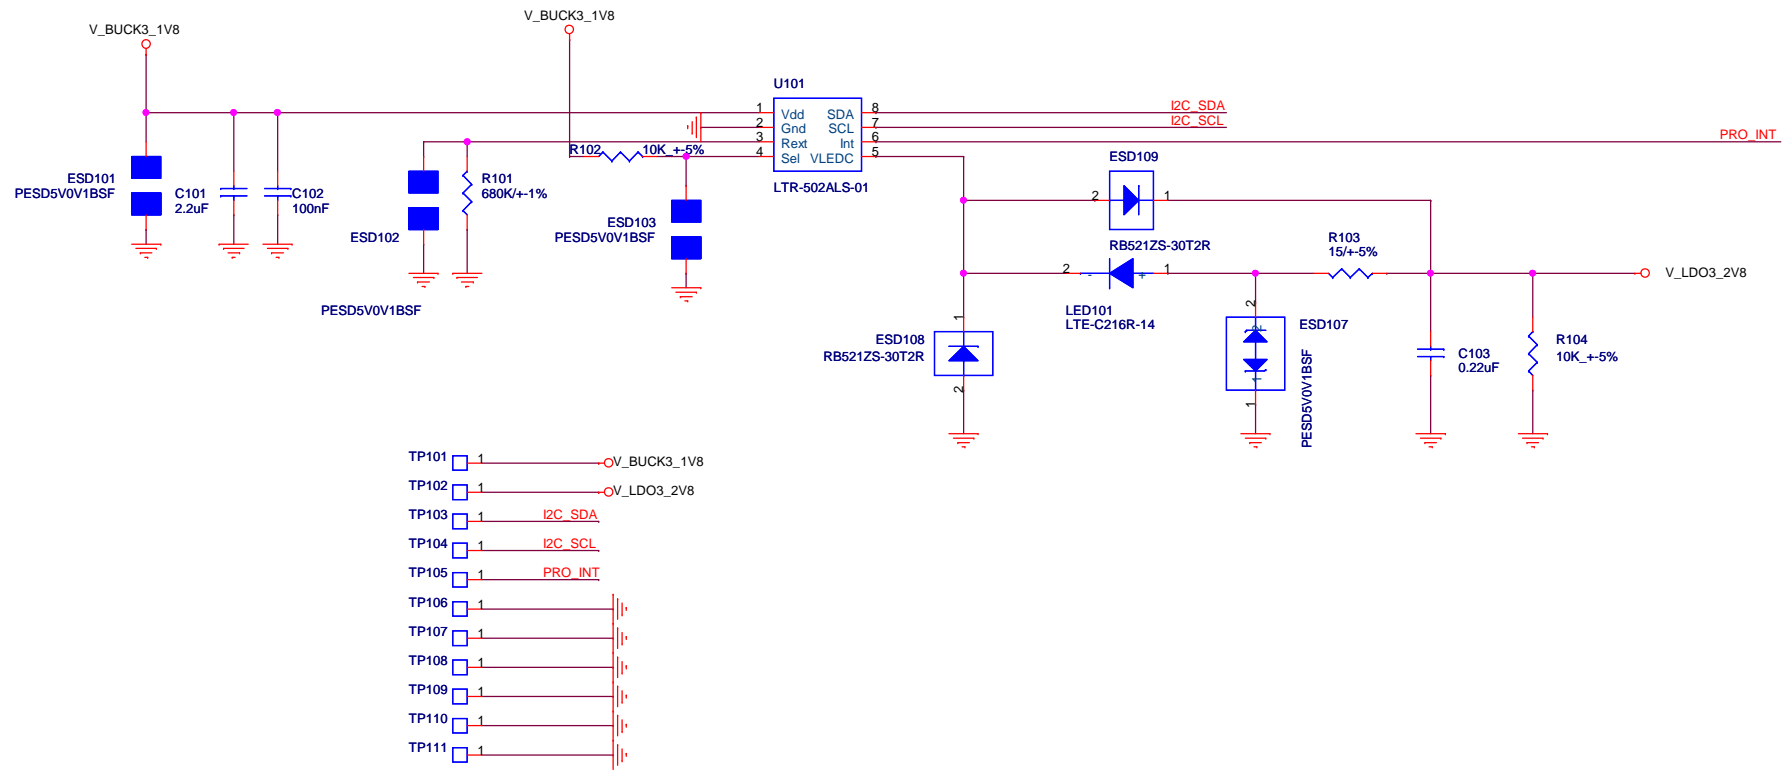 V_BUCK3_1V8
V_BUCK3_1V8
U101
1 Vdd SDA 8 I2C_SDA
2 Gnd SCL 7 I2C_SCL
3 Rext Int 6 PRO_INT
R102 10K_+-5% 4 Sel VLEDC 5
LTR-502ALS-01
ESD101
PESD5V0V1BSF
C101
2.2uF
C102
100nF
R101
680K/+-1%
ESD102
PESD5V0V1BSF
ESD103
PESD5V0V1BSF
ESD109
2 1
RB521ZS-30T2R
R103
15/+-5%
2 - + 1
V_LDO3_2V8
LED101
LTE-C216R-14
1
ESD108
RB521ZS-30T2R
2
2
ESD107
2
1
PESD5V0V1BSF
1
C103
0.22uF
R104
10K_+-5%
TP101 1 V_BUCK3_1V8
TP102 1 V_LDO3_2V8
TP103 1 I2C_SDA
TP104 1 I2C_SCL
TP105 1 PRO_INT
TP106 1
TP107 1
TP108 1
TP109 1
TP110 1
TP111 1